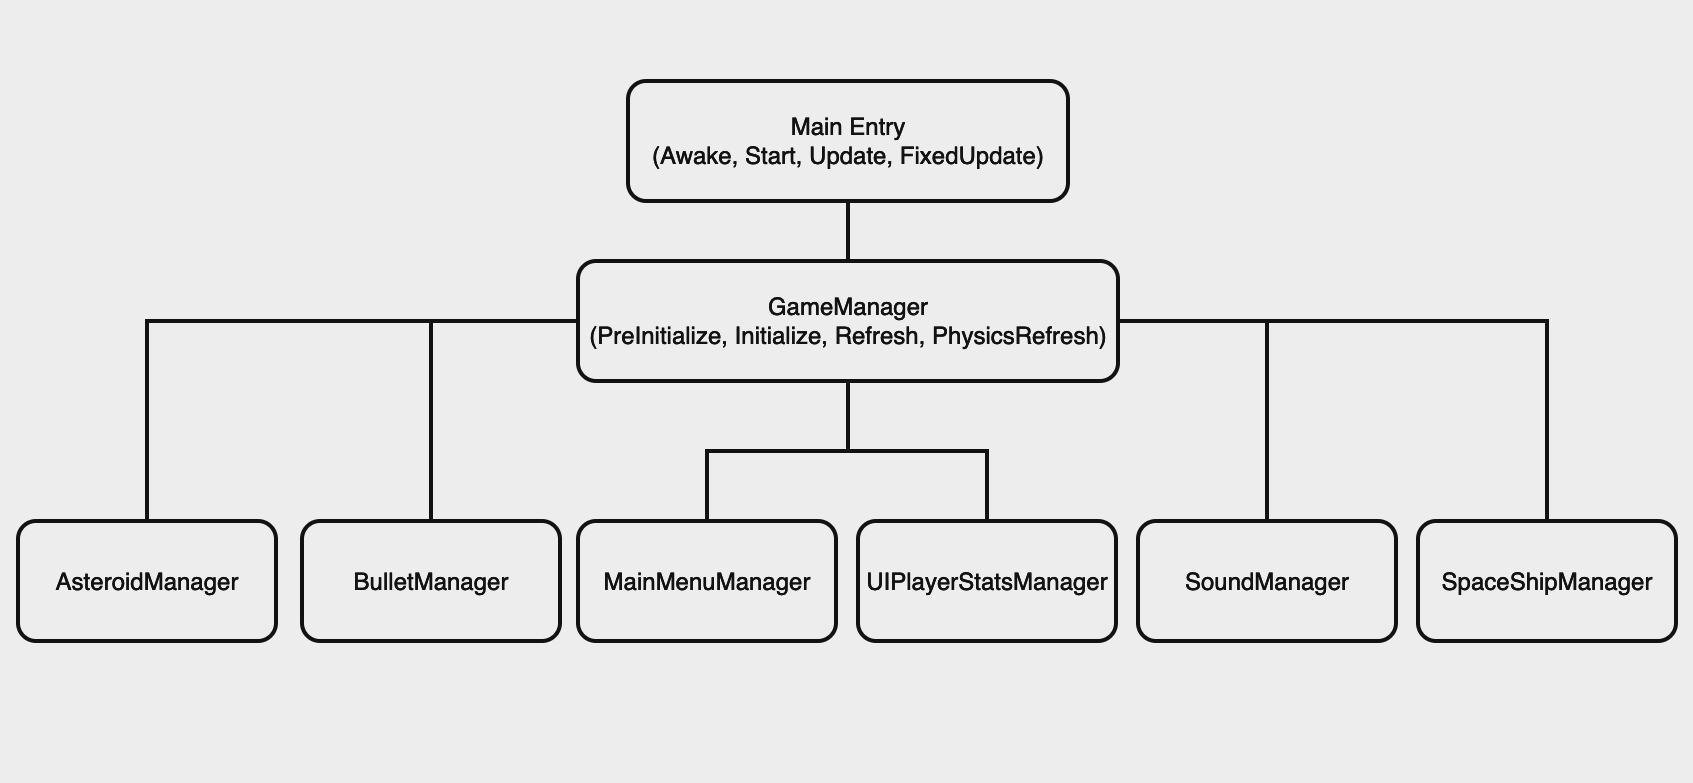 Main Entry
(Awake, Start, Update, FixedUpdate)
GameManager
(PreInitialize, Initialize, Refresh, PhysicsRefresh)
AsteroidManager
BulletManager
MainMenuManager
UIPlayerStatsManager
SoundManager
SpaceShipManager